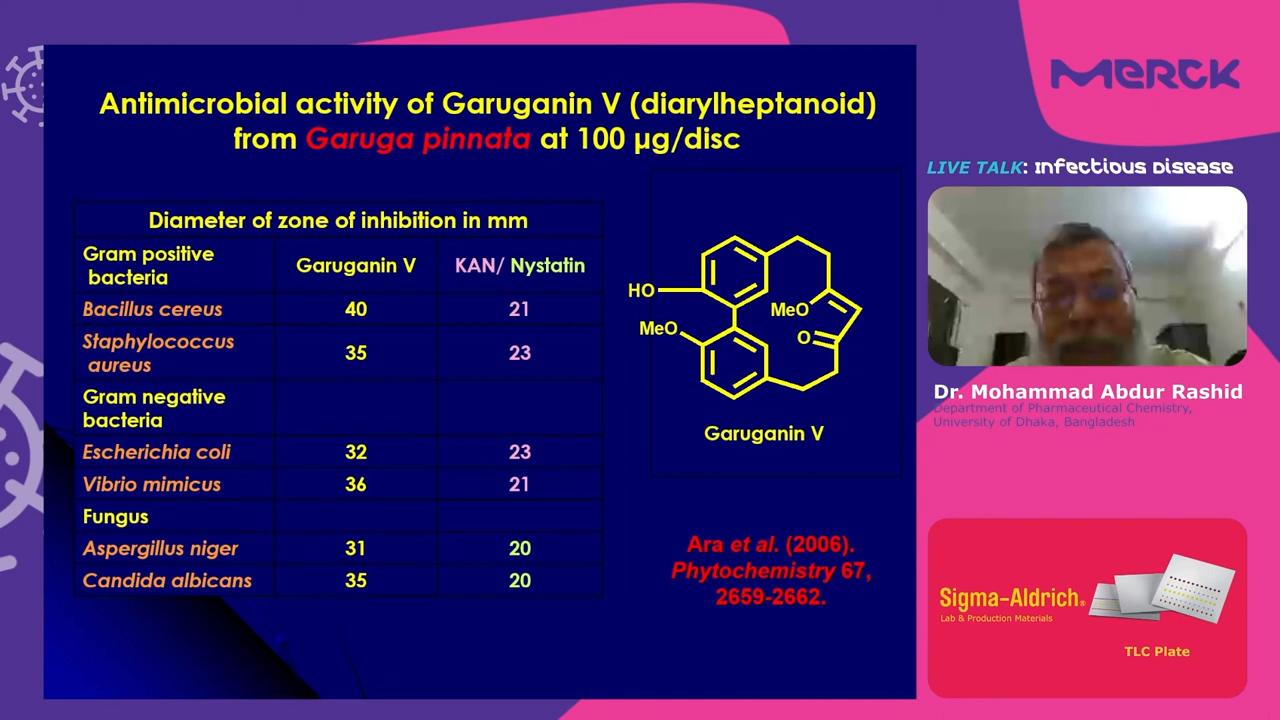 Antimicrobial activity of Garuganin V (diarylheptanoid)
from Garuga pinnata at 100 µg/disc
Diameter of zone of inhibition in mm
Gram positive
bacteria
Garuganin V
KAN/ Nystatin
Bacillus cereus 40 21
Staphylococcus
aureus
35 23
Gram negative
bacteria
Escherichia coli 32 23
Vibrio mimicus 36 21
Fungus
Aspergillus niger 31 20
Candida albicans 35 20
HO
MeO
MeO
O
Garuganin V
Ara et al. (2006).
Phytochemistry 67,
2659-2662.
MERCK
LIVE TALK: Infectious Disease
Dr. Mohammad Abdur Rashid
Department of Pharmaceutical Chemistry,
University of Dhaka, Bangladesh
Sigma-Aldrich®
Lab & Production Materials
TLC Plate